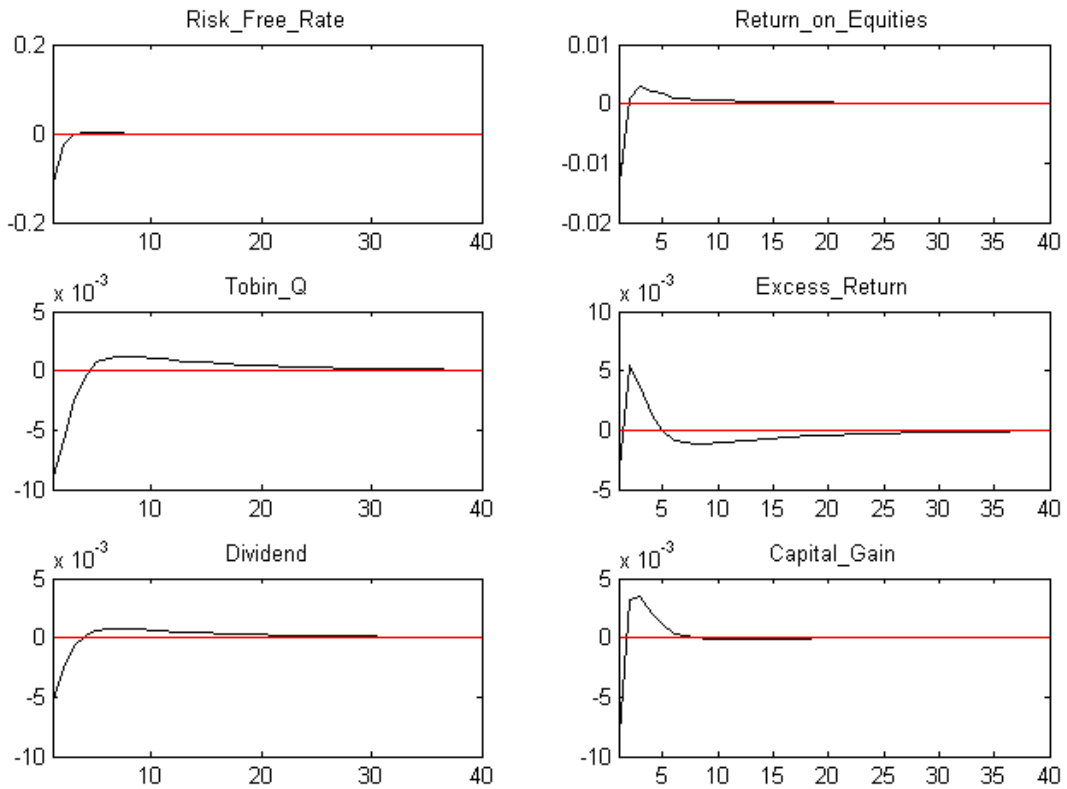 Risk_Free_Rate
0.2
0
-0.2
10 20 30 40
Return_on_Equities
0.01
0
-0.01
-0.02
5 10 15 20 25 30 35 40
Tobin_Q
x 10^-3
5
0
-5
-10
10 20 30 40
Excess_Return
x 10^-3
10
5
0
-5
5 10 15 20 25 30 35 40
Dividend
x 10^-3
5
0
-5
-10
10 20 30 40
Capital_Gain
x 10^-3
5
0
-5
-10
5 10 15 20 25 30 35 40